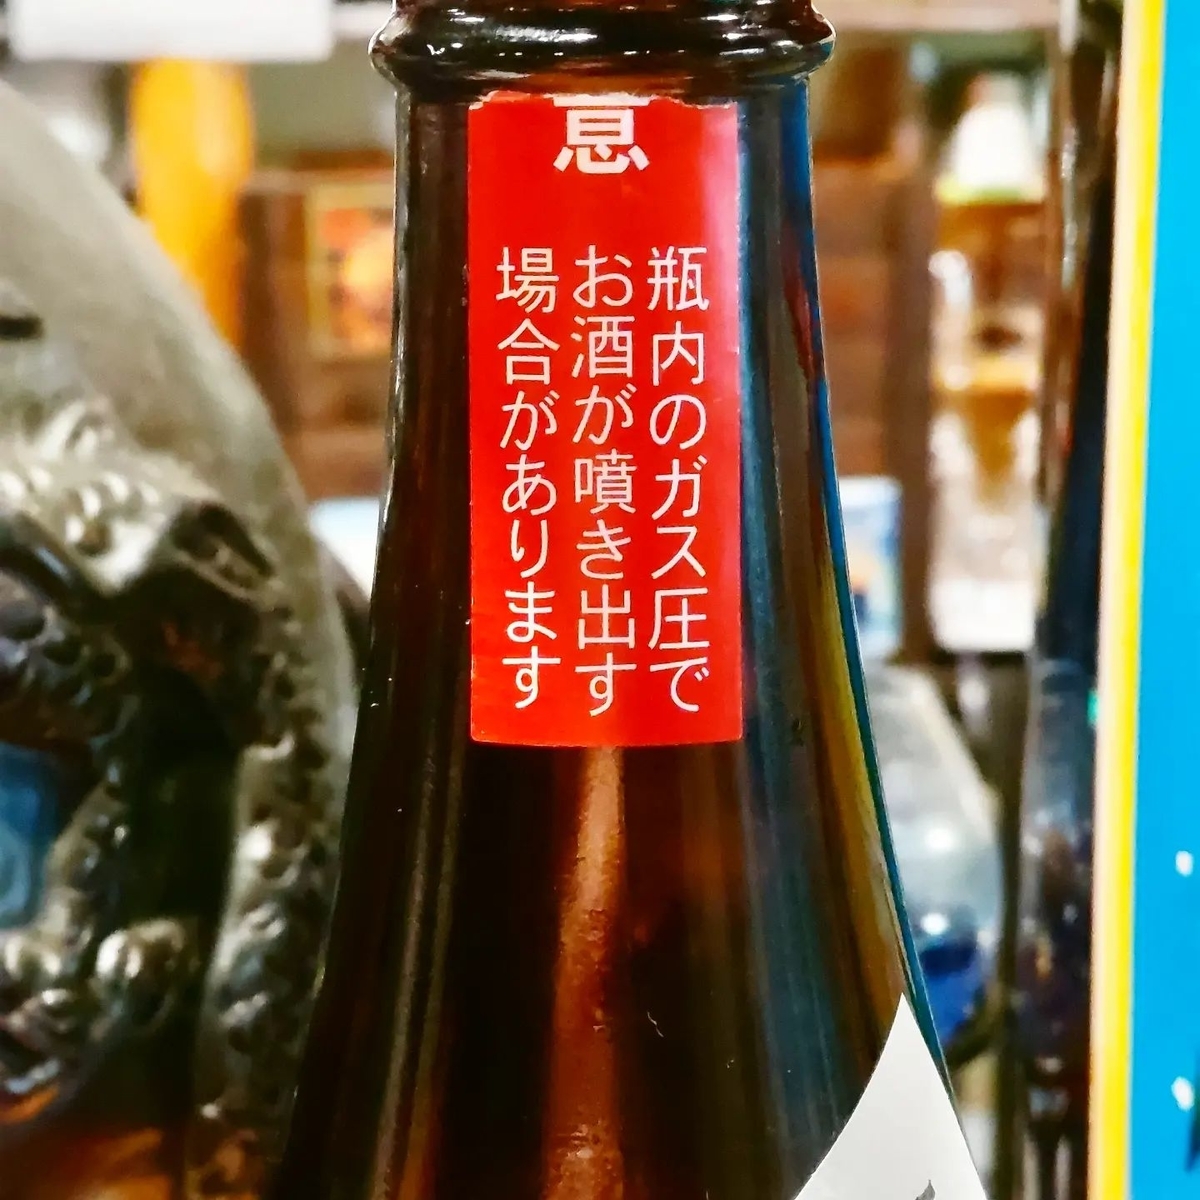 意
瓶内のガス圧で
お酒が噴き出す
場合があります